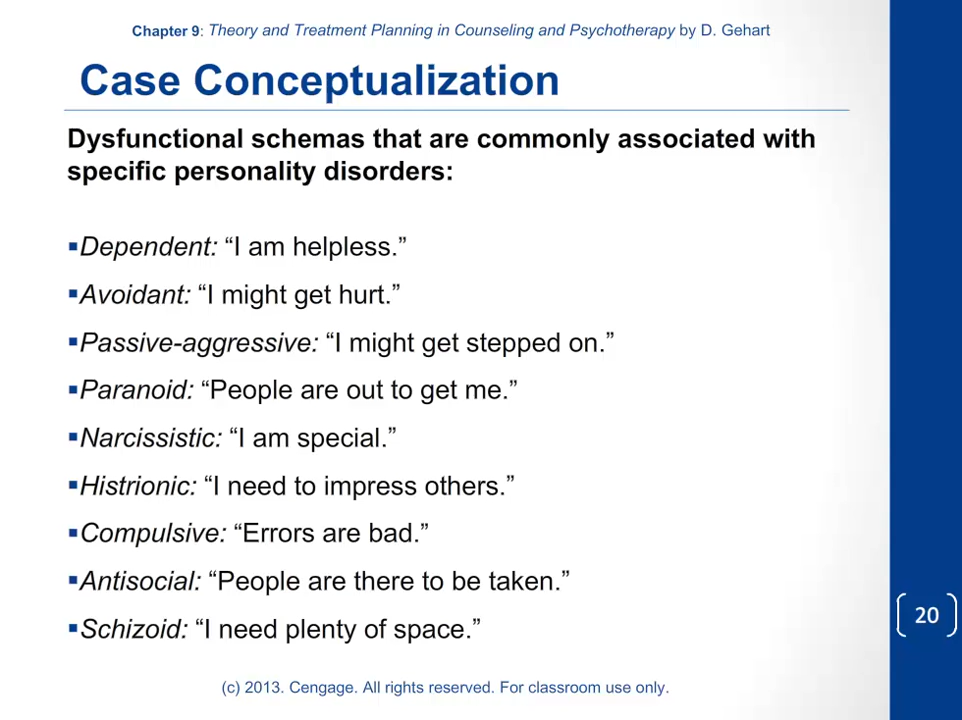 Chapter 9: Theory and Treatment Planning in Counseling and Psychotherapy by D. Gehart
Case Conceptualization
Dysfunctional schemas that are commonly associated with
specific personality disorders:
▪Dependent: “I am helpless.”
▪Avoidant: “I might get hurt.”
▪Passive-aggressive: “I might get stepped on.”
▪Paranoid: “People are out to get me.”
▪Narcissistic: “I am special.”
▪Histrionic: “I need to impress others.”
▪Compulsive: “Errors are bad.”
▪Antisocial: “People are there to be taken.”
▪Schizoid: “I need plenty of space.”
20
(c) 2013. Cengage. All rights reserved. For classroom use only.